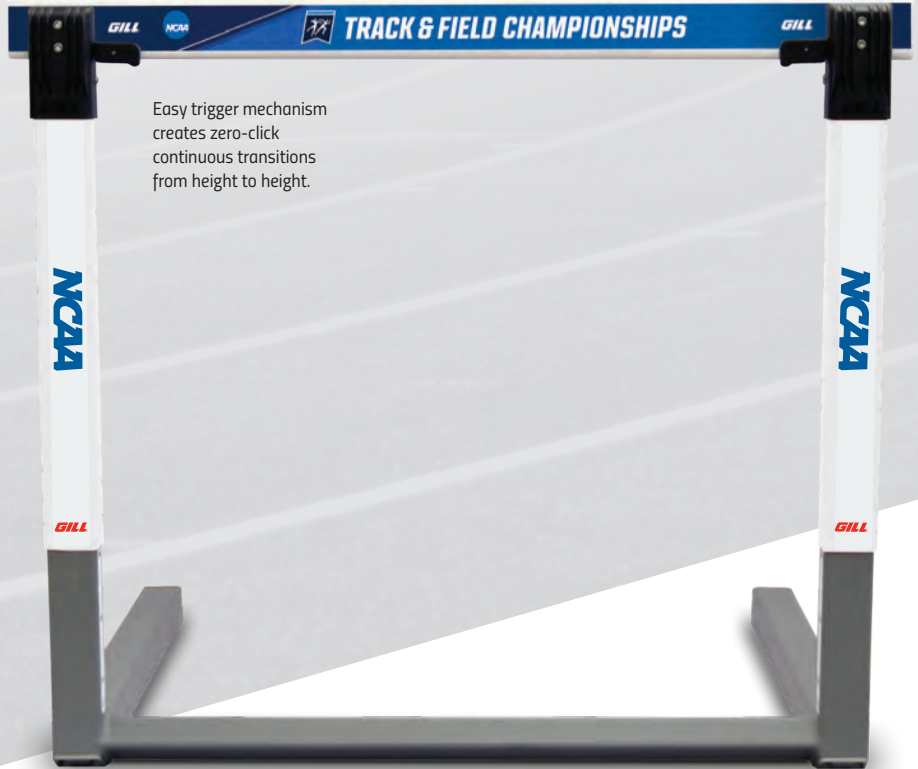 GILL NCAA TRACK & FIELD CHAMPIONSHIPS GILL
Easy trigger mechanism
creates zero-click
continuous transitions
from height to height.
NCAA
NCAA
GILL
GILL